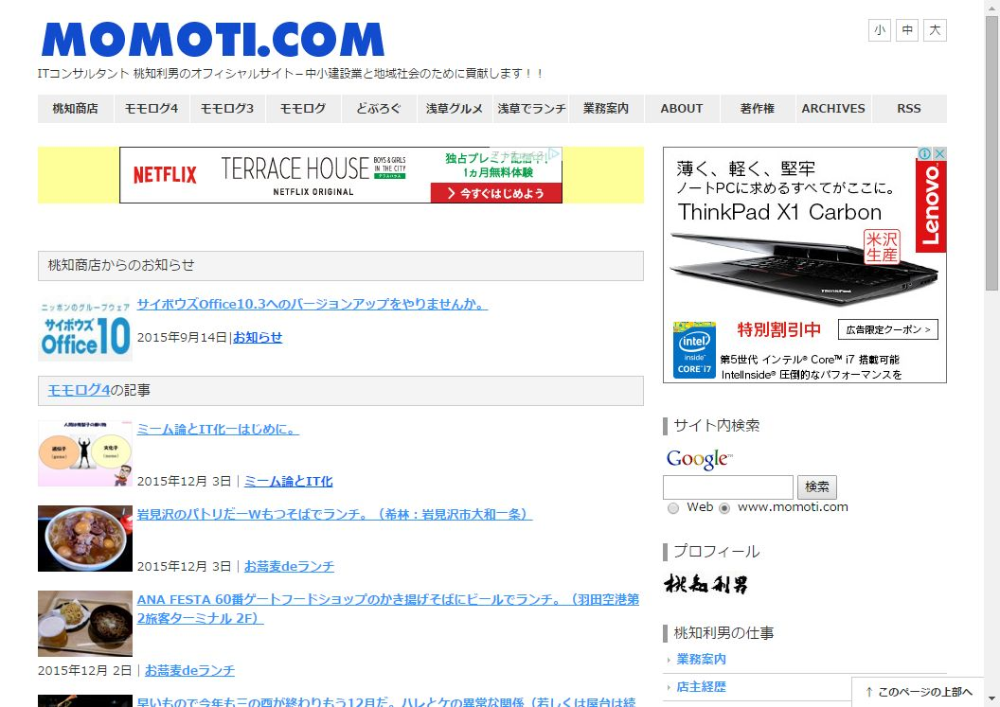 MOMOTI.COM
小 中 大
ITコンサルタント 桃知利男のオフィシャルサイト－中小建設業と地域社会のために貢献します！！
桃知商店 モモログ4 モモログ3 モモログ どぶろぐ 浅草グルメ 浅草でランチ 業務案内 ABOUT 著作権 ARCHIVES RSS
NETFLIX
TERRACE HOUSE
BOYS & GIRLS
IN THE CITY
テラスハウス
NETFLIX ORIGINAL
独占プレミア配信中！
1ヵ月無料体験
今すぐはじめよう
薄く、軽く、堅牢
ノートPCに求めるすべてがここに。
ThinkPad X1 Carbon
Lenovo
米沢
生産
ThinkPad
特別割引中
広告限定クーポン >
intel
inside™
CORE™ i7
第5世代 インテル® Core™ i7 搭載可能
IntelInside® 圧倒的なパフォーマンスを
桃知商店からのお知らせ
ニッポンのグループウェア
サイボウズ
Office10
サイボウズOffice10.3へのバージョンアップをやりませんか。
2015年9月14日|お知らせ
モモログ4の記事
ミーム論とIT化ーはじめに。
遺伝子
(gene)
文化子
(meme)
2015年12月 3日 | ミーム論とIT化
岩見沢のパトリだーWもつそばでランチ。（希林：岩見沢市大和一条）
2015年12月 3日 | お蕎麦deランチ
ANA FESTA 60番ゲートフードショップのかき揚げそばにビールでランチ。（羽田空港第
2旅客ターミナル 2F）
2015年12月 2日 | お蕎麦deランチ
早いもので今年も三の酉が終わりもう12月だ。ハレとケの異常な関係（若しくは屋台は続
サイト内検索
Google™
検索
Web www.momoti.com
プロフィール
桃知利男
桃知利男の仕事
業務案内
店主経歴
↑ このページの上部へ